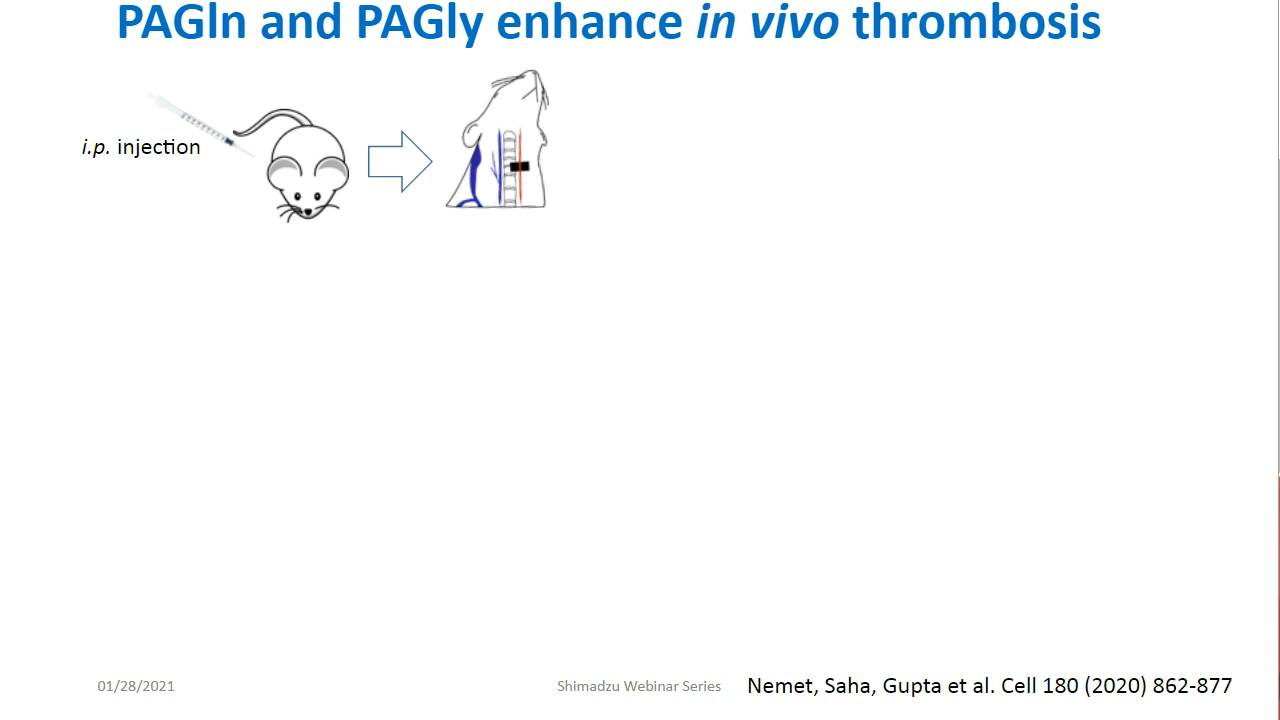 PAGln and PAGly enhance in vivo thrombosis
i.p. injection
01/28/2021
Shimadzu Webinar Series
Nemet, Saha, Gupta et al. Cell 180 (2020) 862-877